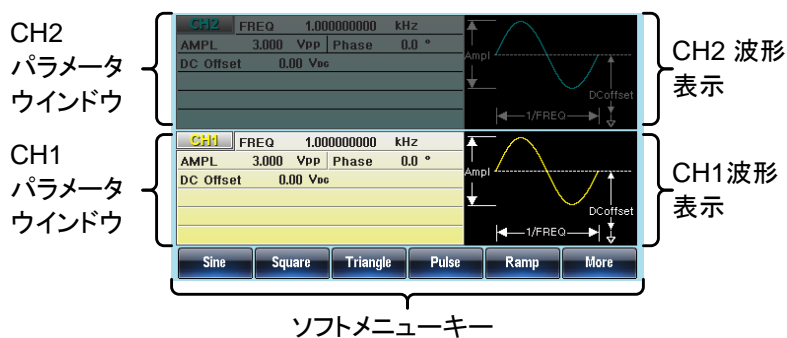 CH2
パラメータ
ウインドウ
CH2 FREQ 1.000000000 kHz
AMPL 3.000 Vpp Phase 0.0 °
DC Offset 0.00 VDC
Ampl
DCoffset
1/FREQ
CH2 波形
表示
CH1
パラメータ
ウインドウ
CH1 FREQ 1.000000000 kHz
AMPL 3.000 Vpp Phase 0.0 °
DC Offset 0.00 VDC
Ampl
DCoffset
1/FREQ
CH1波形
表示
Sine Square Triangle Pulse Ramp More
ソフトメニューキー